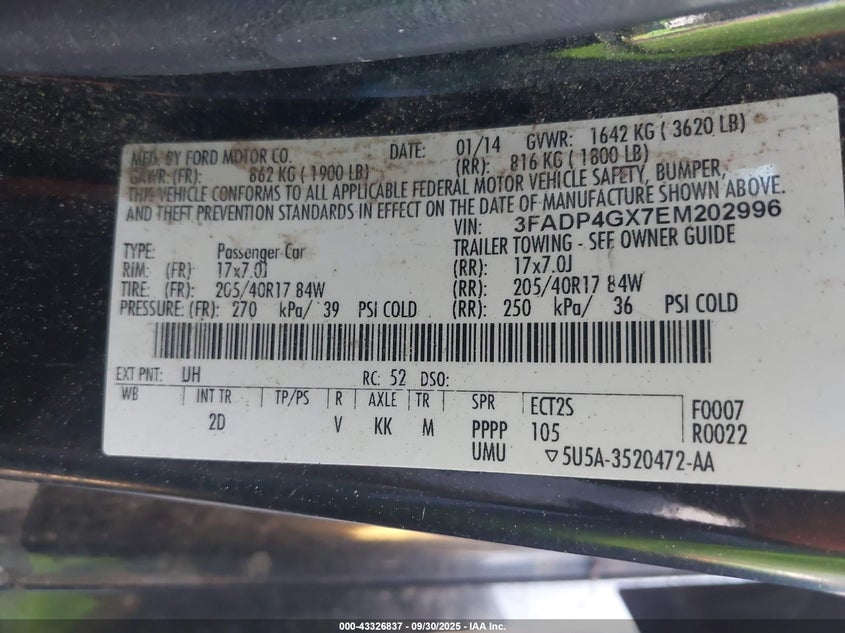 MFD. BY FORD MOTOR CO. DATE: 01/14 GVWR: 1642 KG ( 3620 LB)
GAWR: (FR): 862 KG ( 1900 LB) (RR): 816 KG ( 1800 LB)
THIS VEHICLE CONFORMS TO ALL APPLICABLE FEDERAL MOTOR VEHICLE SAFETY, BUMPER,
AND THEFT PREVENTION STANDARDS IN EFFECT ON THE DATE OF MANUFACTURE SHOWN ABOVE.
VIN: 3FADP4GX7EM202996
TYPE: Passenger Car TRAILER TOWING - SEE OWNER GUIDE
RIM: (FR) 17x7.0J (RR): 17x7.0J
TIRE: (FR): 205/40R17 84W (RR): 205/40R17 84W
PRESSURE: (FR): 270 kPa/ 39 PSI COLD (RR): 250 kPa/ 36 PSI COLD
EXT PNT: UH RC: 52 DSO:
WB INT TR TP/PS R AXLE TR SPR ECT2S F0007
2D V KK M PPPP 105 R0022
UMU ▽5U5A-3520472-AA
000-43326837 - 09/30/2025 - IAA Inc.